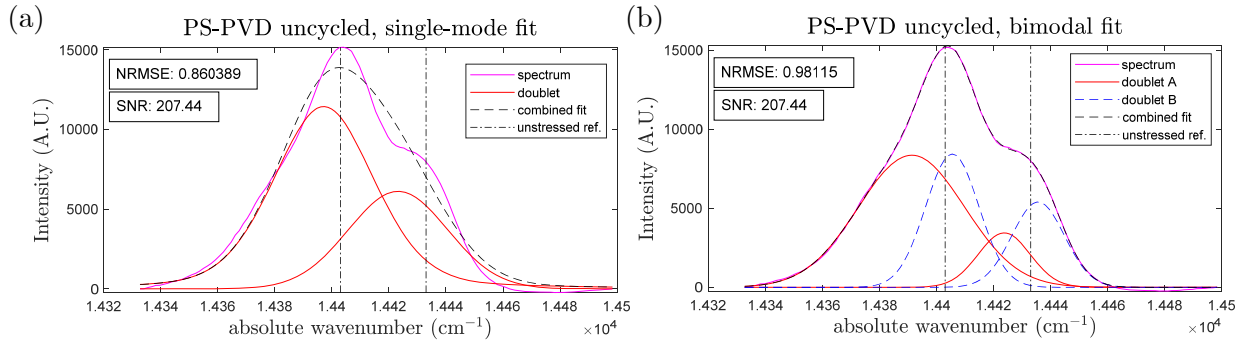 (a)
PS-PVD uncycled, single-mode fit
15000
10000
5000
0
Intensity (A.U.)
NRMSE: 0.860389
SNR: 207.44
spectrum
doublet
combined fit
unstressed ref.
1.432 1.434 1.436 1.438 1.44 1.442 1.444 1.446 1.448 1.45
absolute wavenumber (cm⁻¹)
×10⁴
(b)
PS-PVD uncycled, bimodal fit
15000
10000
5000
0
Intensity (A.U.)
NRMSE: 0.98115
SNR: 207.44
spectrum
doublet A
doublet B
combined fit
unstressed ref.
1.432 1.434 1.436 1.438 1.44 1.442 1.444 1.446 1.448 1.45
absolute wavenumber (cm⁻¹)
×10⁴